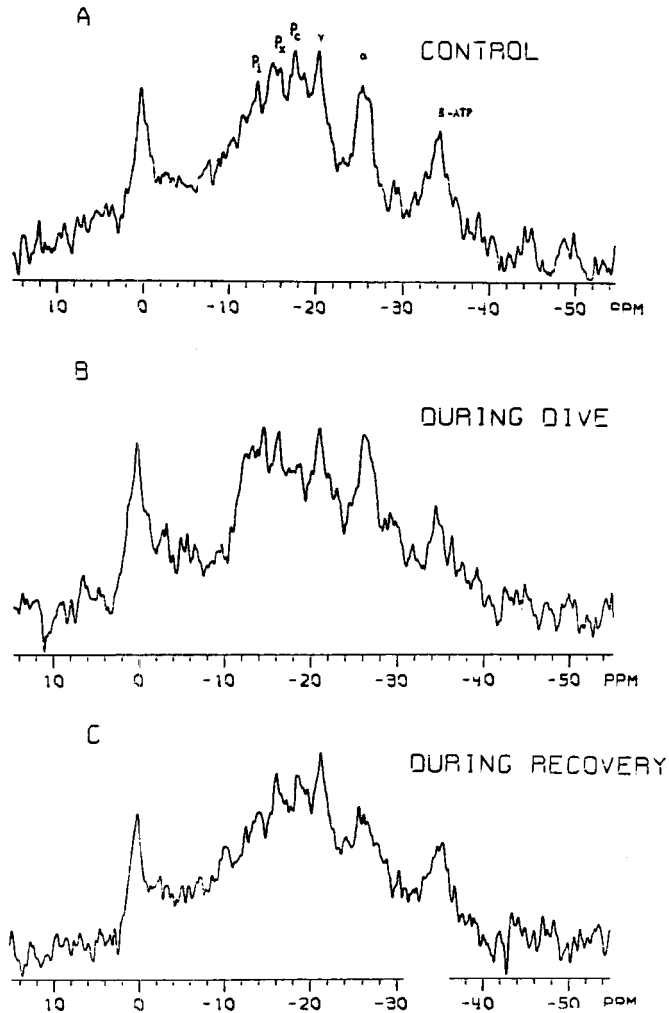 A
CONTROL
Pi Px Pc γ α β-ATP
10 0 -10 -20 -30 -40 -50 PPM
B
DURING DIVE
10 0 -10 -20 -30 -40 -50 PPM
C
DURING RECOVERY
10 0 -10 -20 -30 -40 -50 PPM